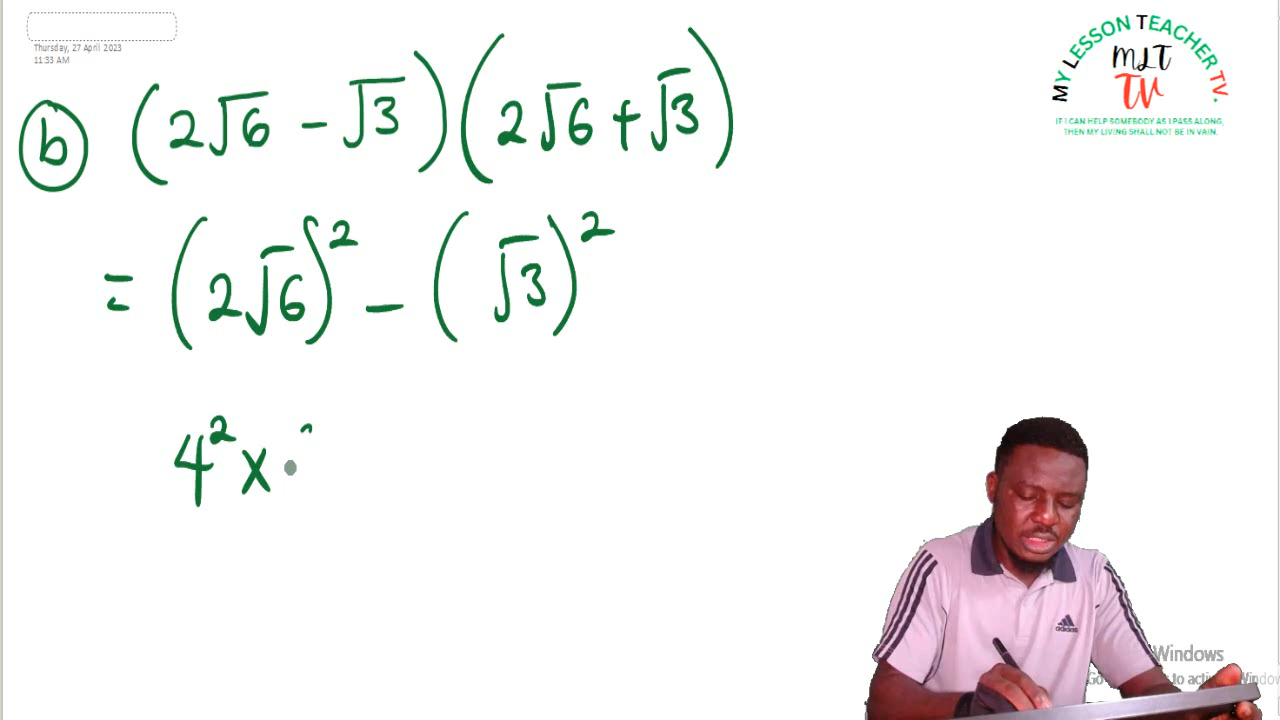 Thursday, 27 April 2023
11:33 AM
MY LESSON TEACHER TV.
MLT
TV
IF I CAN HELP SOMEBODY AS I PASS ALONG,
THEN MY LIVING SHALL NOT BE IN VAIN.
b (2√6 - √3)(2√6 + √3)
= (2√6)² - (√3)²
4² x
adidas
Windows